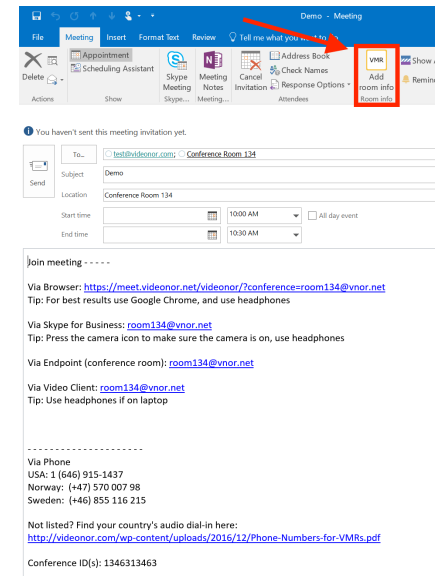 Demo - Meeting
File Meeting Insert Format Text Review Tell me what you want to do
Delete
Actions
Appointment
Scheduling Assistant
Show
Skype Meeting
Skype...
Meeting Notes
Meeting...
Cancel Invitation
Address Book
Check Names
Response Options
Attendees
VMR
Add room info
Room info
Show A
Remin
You haven't sent this meeting invitation yet.
Send
To... test@videonor.com; Conference Room 134
Subject Demo
Location Conference Room 134
Start time 10:00 AM All day event
End time 10:30 AM
Join meeting - - - - -
Via Browser: https://meet.videonor.net/videonor/?conference=room134@vnor.net
Tip: For best results use Google Chrome, and use headphones
Via Skype for Business: room134@vnor.net
Tip: Press the camera icon to make sure the camera is on, use headphones
Via Endpoint (conference room): room134@vnor.net
Via Video Client: room134@vnor.net
Tip: Use headphones if on laptop
- - - - - - - - - - - - - - - - - - - - -
Via Phone
USA: 1 (646) 915-1437
Norway: (+47) 570 007 98
Sweden: (+46) 855 116 215
Not listed? Find your country's audio dial-in here:
http://videonor.com/wp-content/uploads/2016/12/Phone-Numbers-for-VMRs.pdf
Conference ID(s): 1346313463